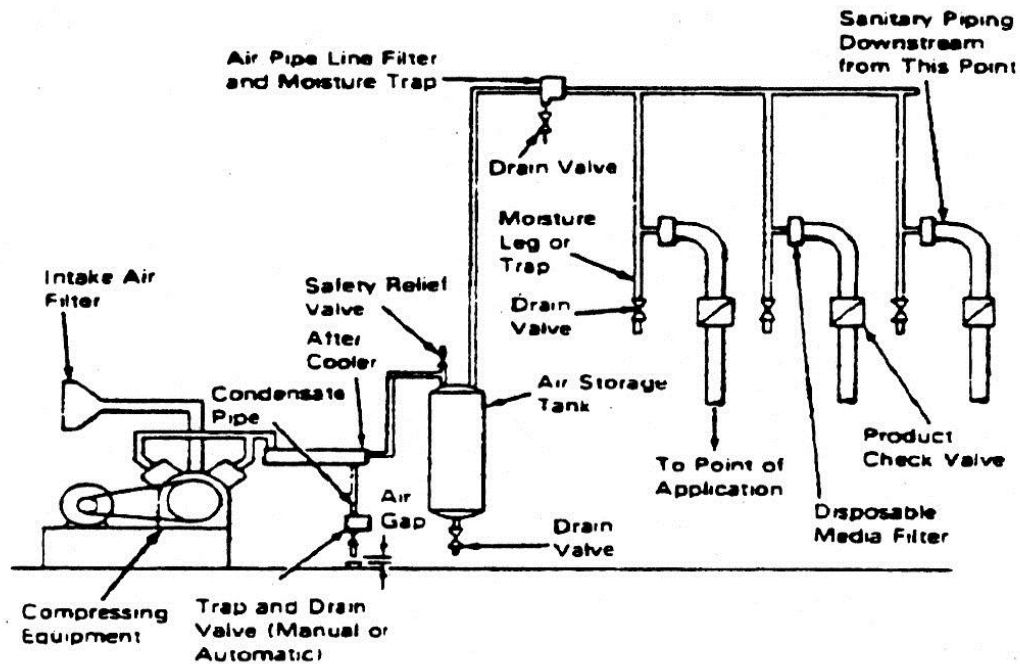 Sanitary Piping
Downstream
from This Point
Air Pipe Line Filter
and Moisture Trap
Drain Valve
Moisture
Leg or
Trap
Drain
Valve
Intake Air
Filter
Safety Relief
Valve
After
Cooler
Condensate
Pipe
Air Storage
Tank
Product
Check Valve
To Point of
Application
Air
Gap
Disposable
Media Filter
Drain
Valve
Compressing
Equipment
Trap and Drain
Valve (Manual or
Automatic)